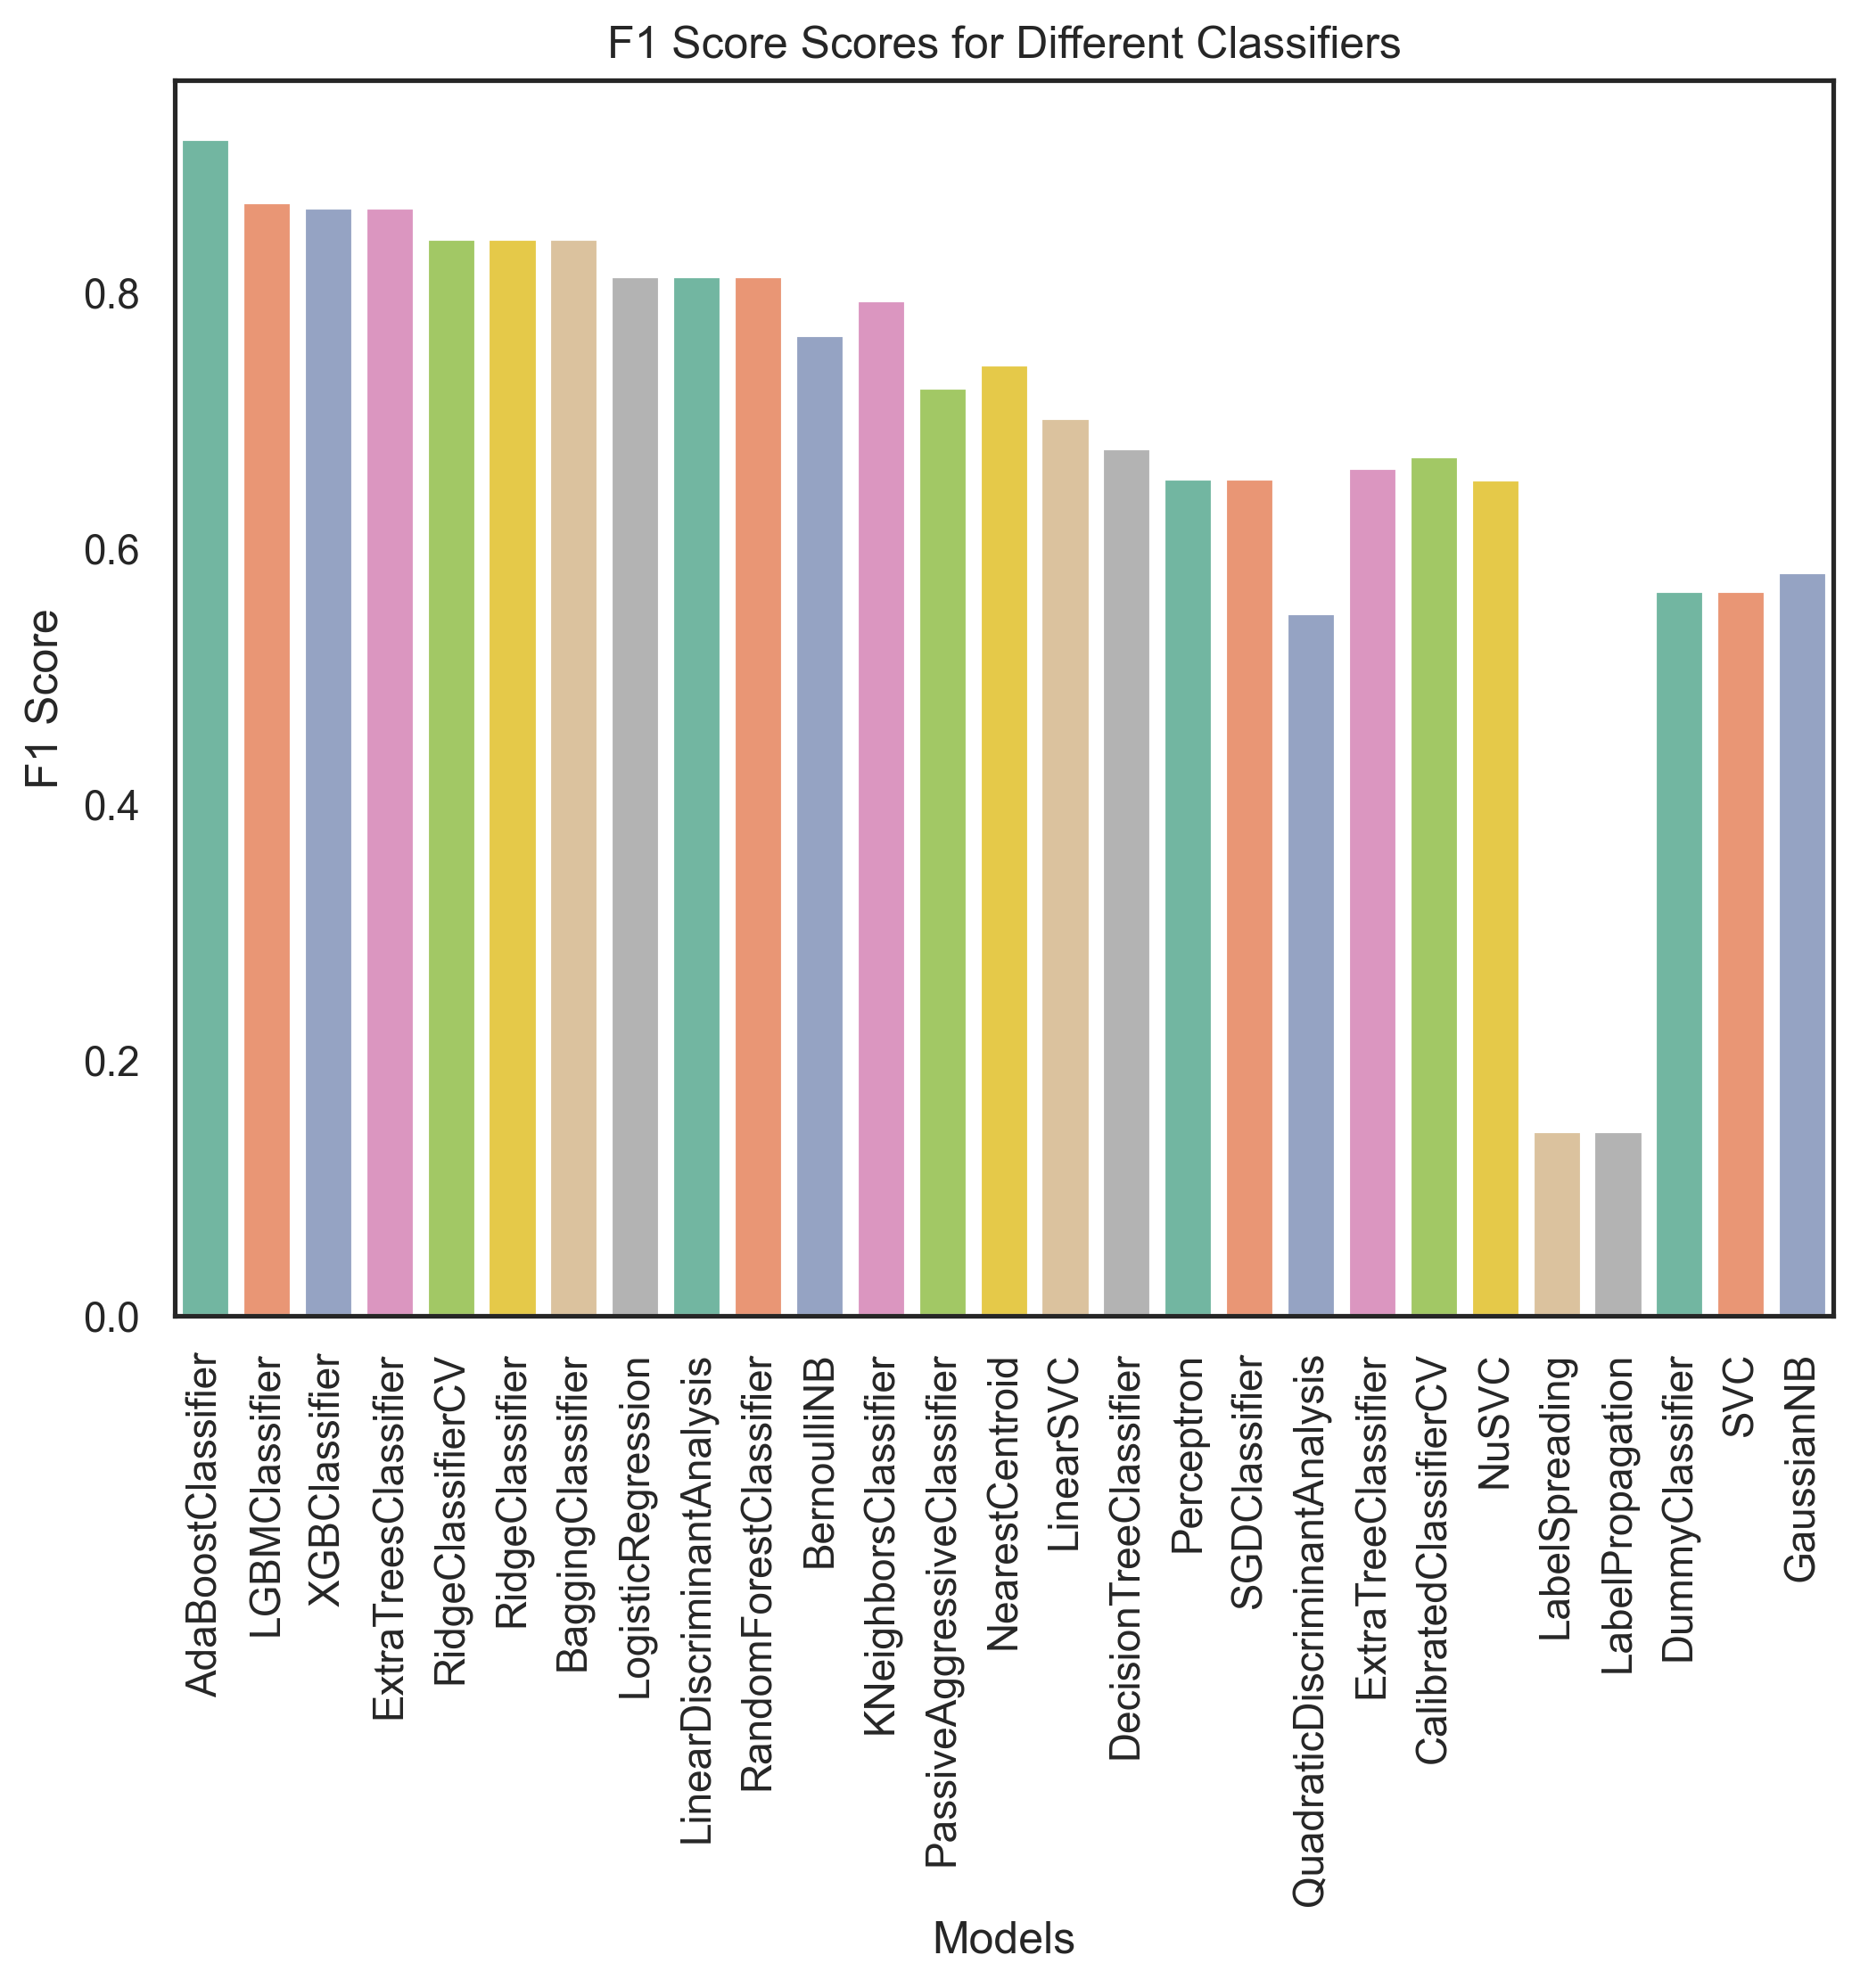 F1 Score Scores for Different Classifiers
F1 Score
0.8
0.6
0.4
0.2
0.0
AdaBoostClassifier
LGBMClassifier
XGBClassifier
ExtraTreesClassifier
RidgeClassifierCV
RidgeClassifier
BaggingClassifier
LogisticRegression
LinearDiscriminantAnalysis
RandomForestClassifier
BernoulliNB
KNeighborsClassifier
PassiveAggressiveClassifier
NearestCentroid
LinearSVC
DecisionTreeClassifier
Perceptron
SGDClassifier
QuadraticDiscriminantAnalysis
ExtraTreeClassifier
CalibratedClassifierCV
NuSVC
LabelSpreading
LabelPropagation
DummyClassifier
SVC
GaussianNB
Models